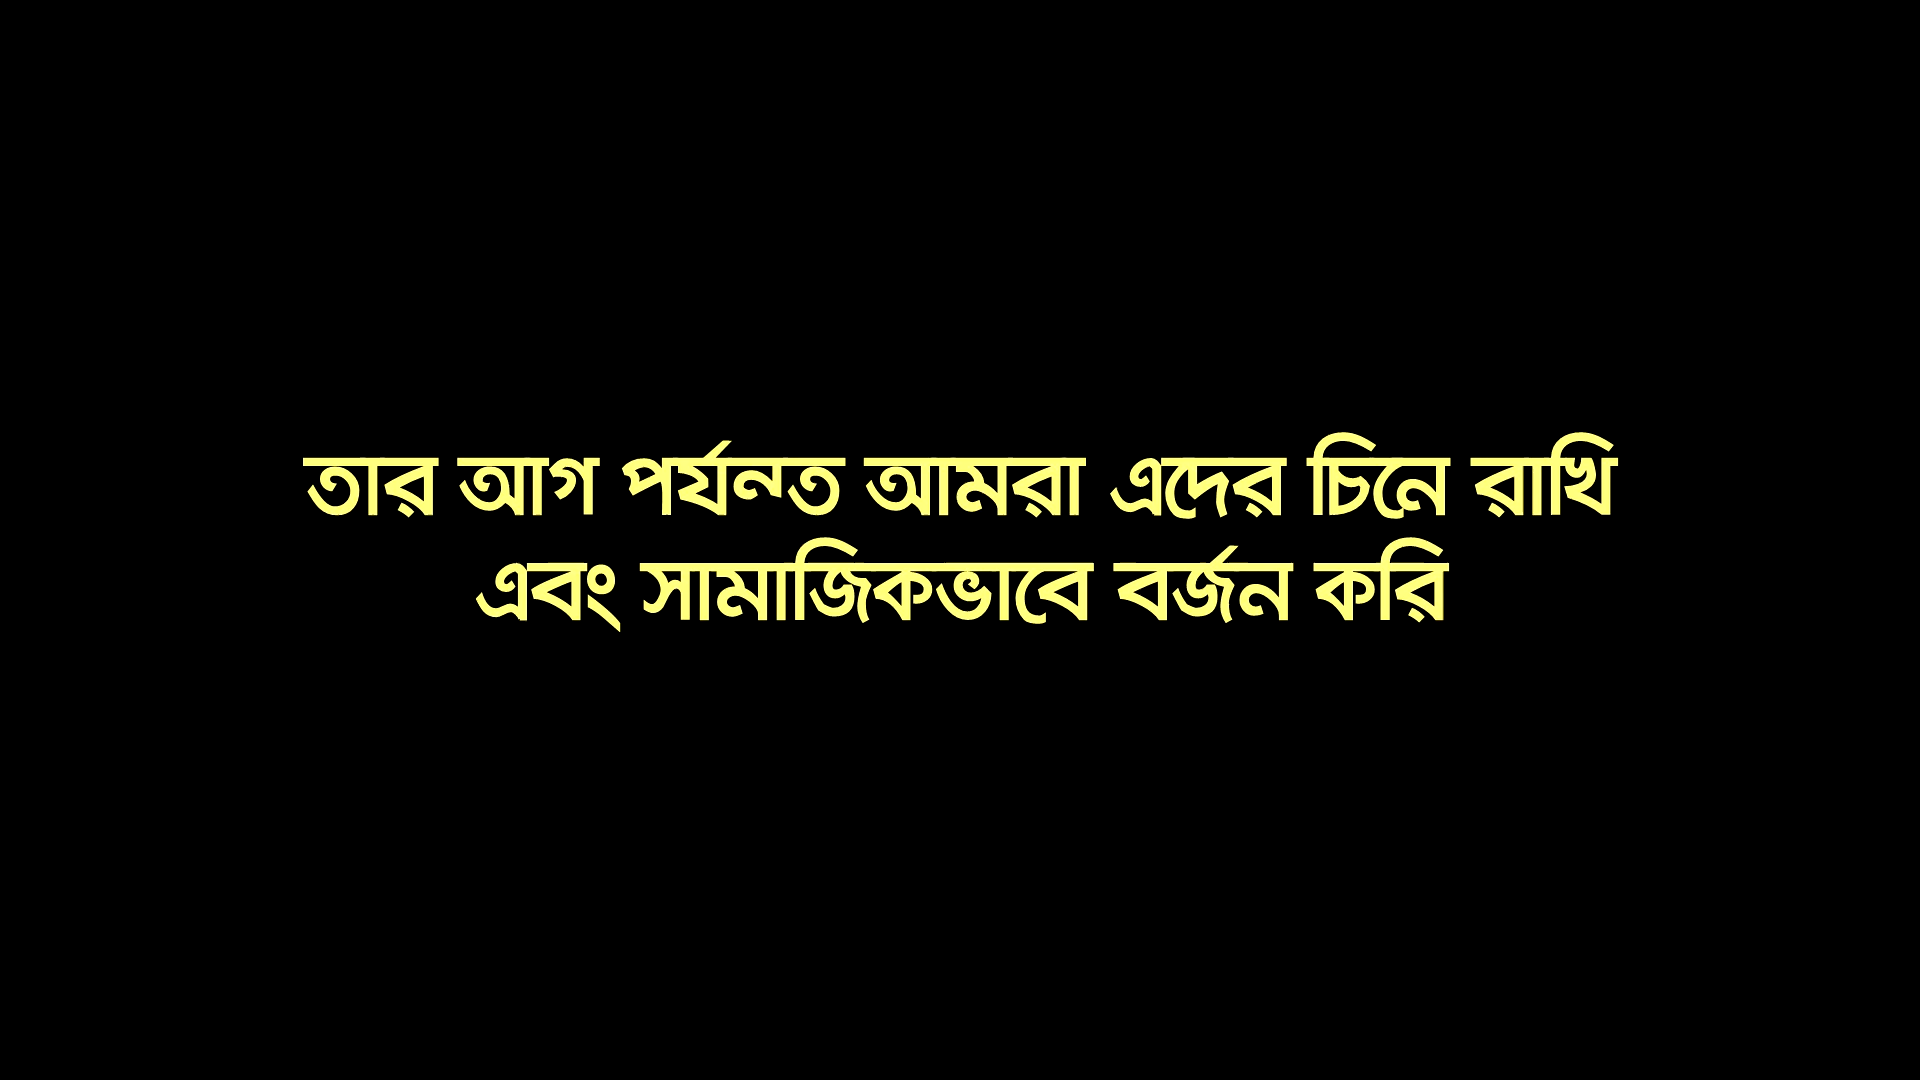 তার আগ পর্যন্ত আমরা এদের চিনে রাখি
এবং সামাজিকভাবে বর্জন করি